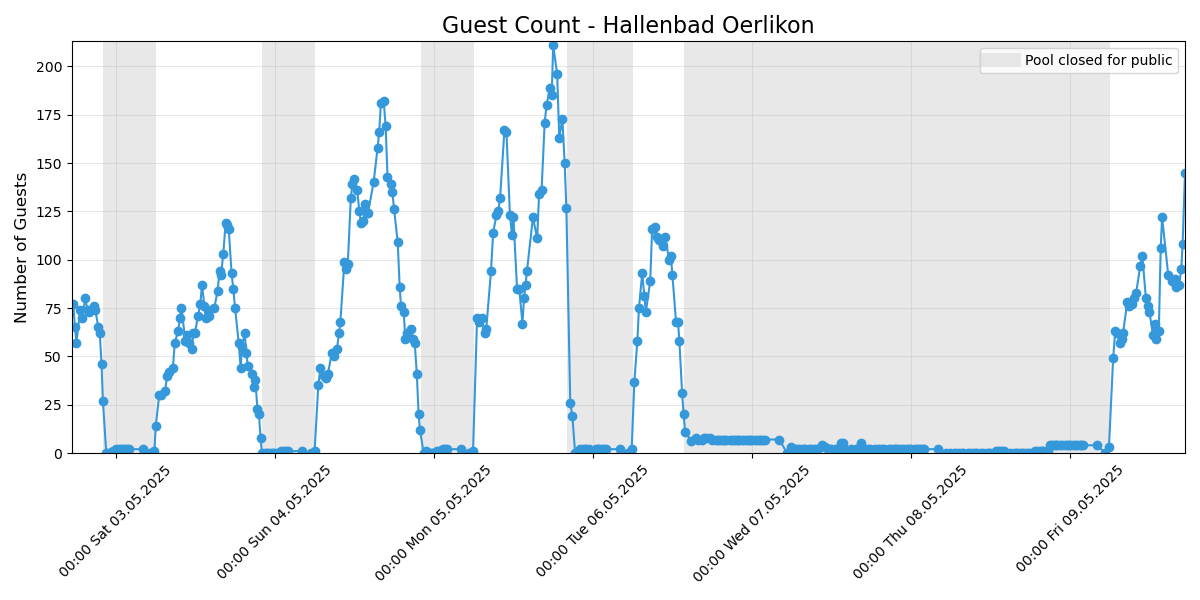 Guest Count - Hallenbad Oerlikon
Pool closed for public
Number of Guests
200
175
150
125
100
75
50
25
0
00:00 Sat 03.05.2025
00:00 Sun 04.05.2025
00:00 Mon 05.05.2025
00:00 Tue 06.05.2025
00:00 Wed 07.05.2025
00:00 Thu 08.05.2025
00:00 Fri 09.05.2025